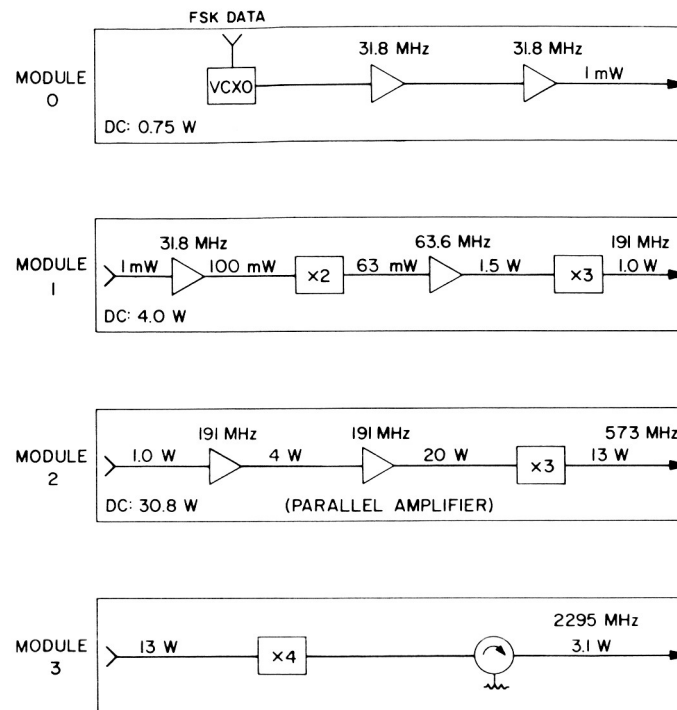 FSK DATA
MODULE
0
VCXO
31.8 MHz
31.8 MHz
1 mW
DC: 0.75 W
MODULE
1
1 mW
31.8 MHz
100 mW
×2
63 mW
63.6 MHz
1.5 W
×3
191 MHz
1.0 W
DC: 4.0 W
MODULE
2
1.0 W
191 MHz
4 W
191 MHz
20 W
×3
573 MHz
13 W
DC: 30.8 W
(PARALLEL AMPLIFIER)
MODULE
3
13 W
×4
2295 MHz
3.1 W